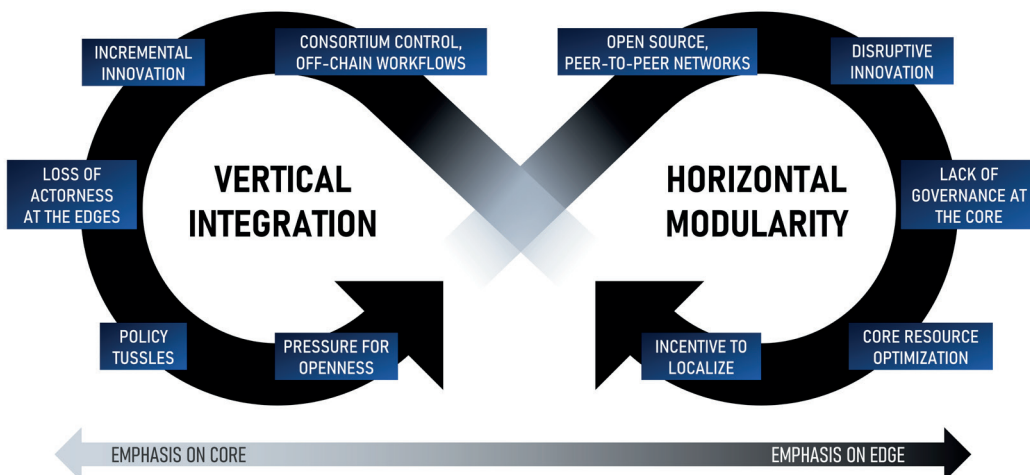 CONSORTIUM CONTROL,
OFF-CHAIN WORKFLOWS
INCREMENTAL
INNOVATION
LOSS OF
ACTORNESS
AT THE EDGES
POLICY
TUSSLES
PRESSURE FOR
OPENNESS
VERTICAL
INTEGRATION
OPEN SOURCE,
PEER-TO-PEER NETWORKS
DISRUPTIVE
INNOVATION
LACK OF
GOVERNANCE AT
THE CORE
CORE RESOURCE
OPTIMIZATION
INCENTIVE TO
LOCALIZE
HORIZONTAL
MODULARITY
EMPHASIS ON CORE
EMPHASIS ON EDGE